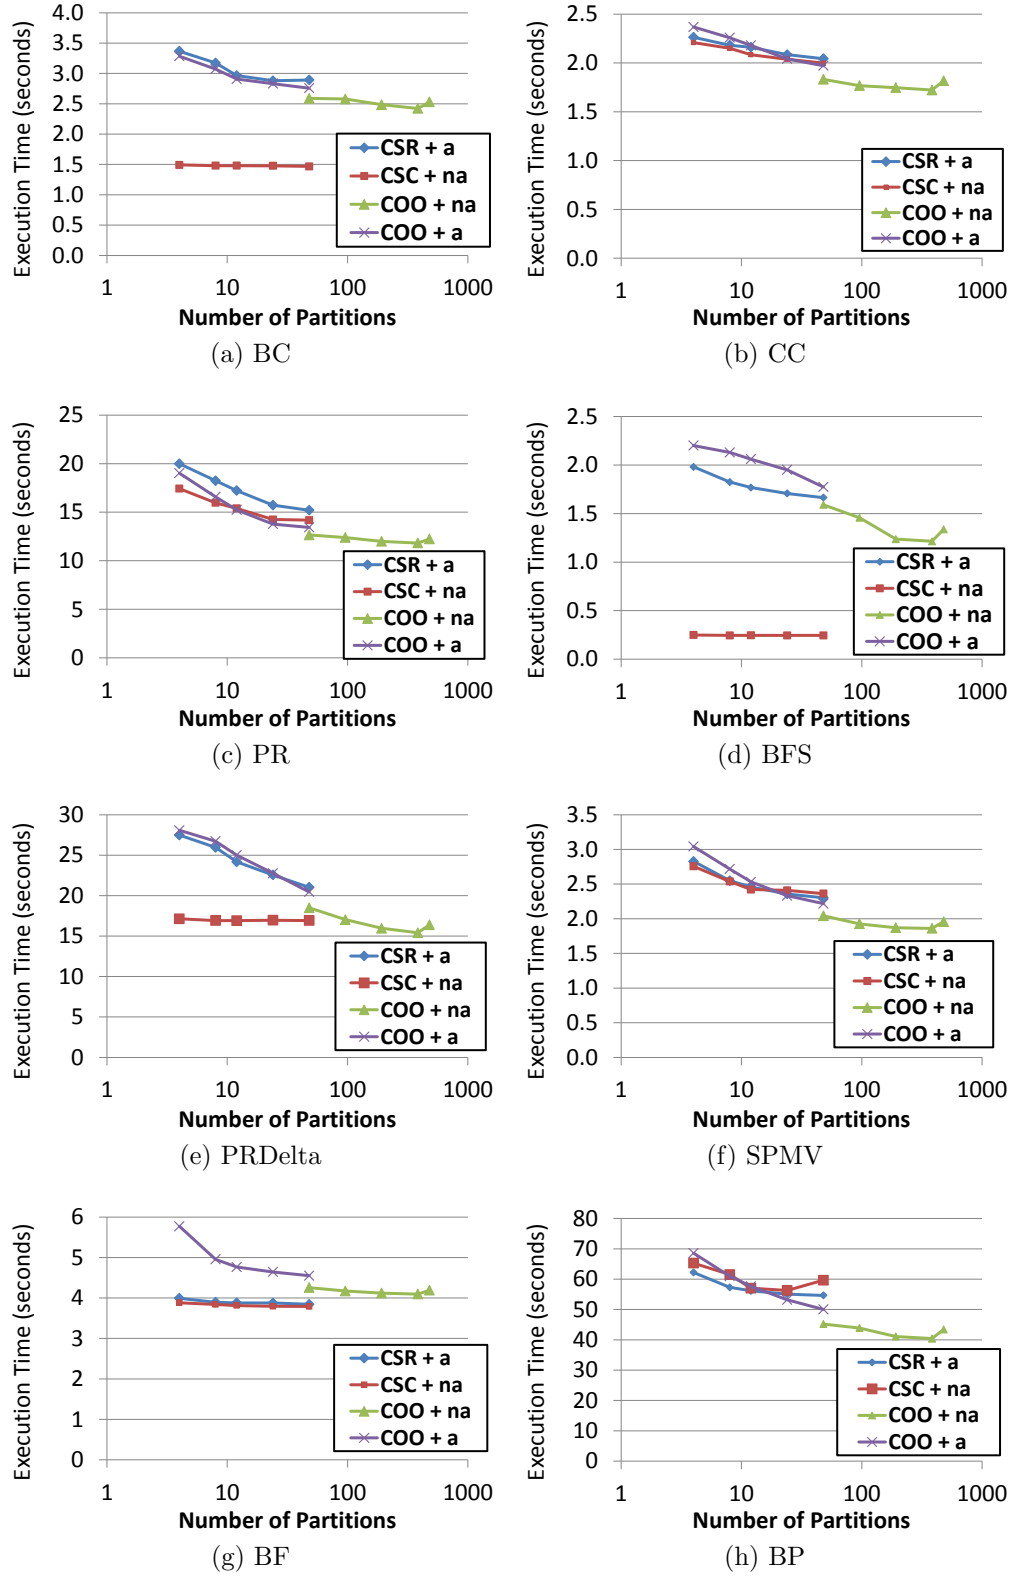 Execution Time (seconds)
4.0
3.5
3.0
2.5
2.0
1.5
1.0
0.5
0.0
CSR + a
CSC + na
COO + na
COO + a
1 10 100 1000
Number of Partitions
(a) BC
Execution Time (seconds)
2.5
2.0
1.5
1.0
0.5
0.0
CSR + a
CSC + na
COO + na
COO + a
1 10 100 1000
Number of Partitions
(b) CC
Execution Time (seconds)
25
20
15
10
5
0
CSR + a
CSC + na
COO + na
COO + a
1 10 100 1000
Number of Partitions
(c) PR
Execution Time (seconds)
2.5
2.0
1.5
1.0
0.5
0.0
CSR + a
CSC + na
COO + na
COO + a
1 10 100 1000
Number of Partitions
(d) BFS
Execution Time (seconds)
30
25
20
15
10
5
0
CSR + a
CSC + na
COO + na
COO + a
1 10 100 1000
Number of Partitions
(e) PRDelta
Execution Time (seconds)
3.5
3.0
2.5
2.0
1.5
1.0
0.5
0.0
CSR + a
CSC + na
COO + na
COO + a
1 10 100 1000
Number of Partitions
(f) SPMV
Execution Time (seconds)
6
5
4
3
2
1
0
CSR + a
CSC + na
COO + na
COO + a
1 10 100 1000
Number of Partitions
(g) BF
Execution Time (seconds)
80
70
60
50
40
30
20
10
0
CSR + a
CSC + na
COO + na
COO + a
1 10 100 1000
Number of Partitions
(h) BP